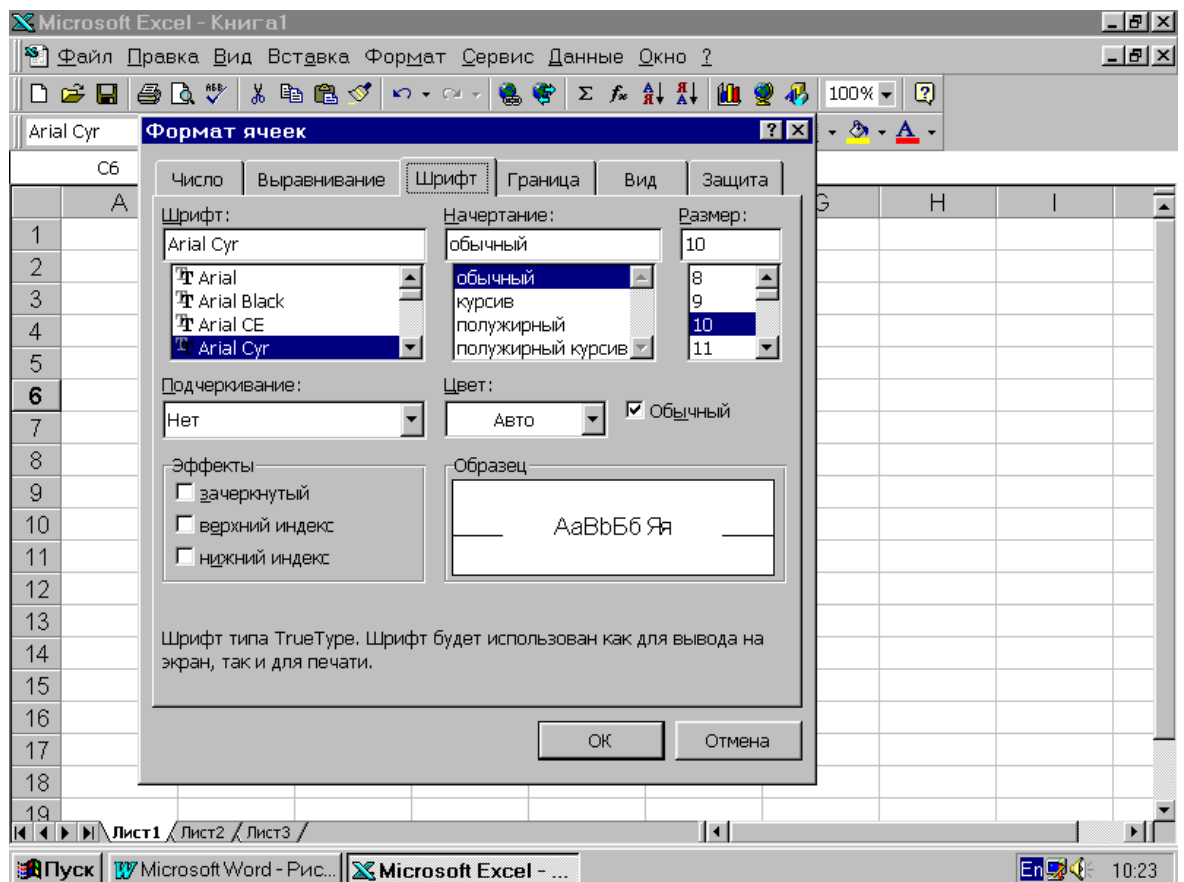 Microsoft Excel - Книга1
Файл Правка Вид Вставка Формат Сервис Данные Окно ?
100%
Arial Cyr
Формат ячеек
C6
Число Выравнивание Шрифт Граница Вид Защита
A G H I
Шрифт: Начертание: Размер:
Arial Cyr обычный 10
Arial обычный 8
Arial Black курсив 9
Arial CE полужирный 10
Arial Cyr полужирный курсив 11
Подчеркивание: Цвет:
Нет Авто Обычный
Эффекты Образец
зачеркнутый
верхний индекс АаBbБб Яя
нижний индекс
Шрифт типа TrueType. Шрифт будет использован как для вывода на
экран, так и для печати.
ОК Отмена
1
2
3
4
5
6
7
8
9
10
11
12
13
14
15
16
17
18
19
Лист1 Лист2 Лист3
Пуск Microsoft Word - Рис... Microsoft Excel - ... En 10:23